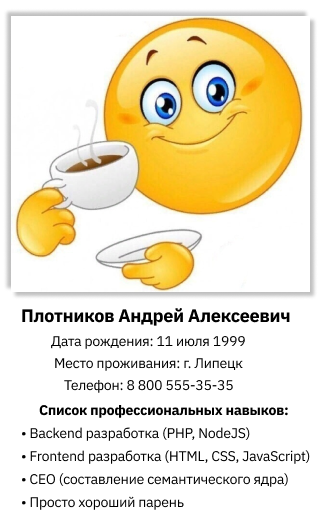 Плотников Андрей Алексеевич
Дата рождения: 11 июля 1999
Место проживания: г. Липецк
Телефон: 8 800 555-35-35
Список профессиональных навыков:
• Backend разработка (PHP, NodeJS)
• Frontend разработка (HTML, CSS, JavaScript)
• СЕО (составление семантического ядра)
• Просто хороший парень